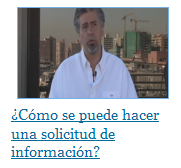 ¿Cómo se puede hacer
una solicitud de
información?